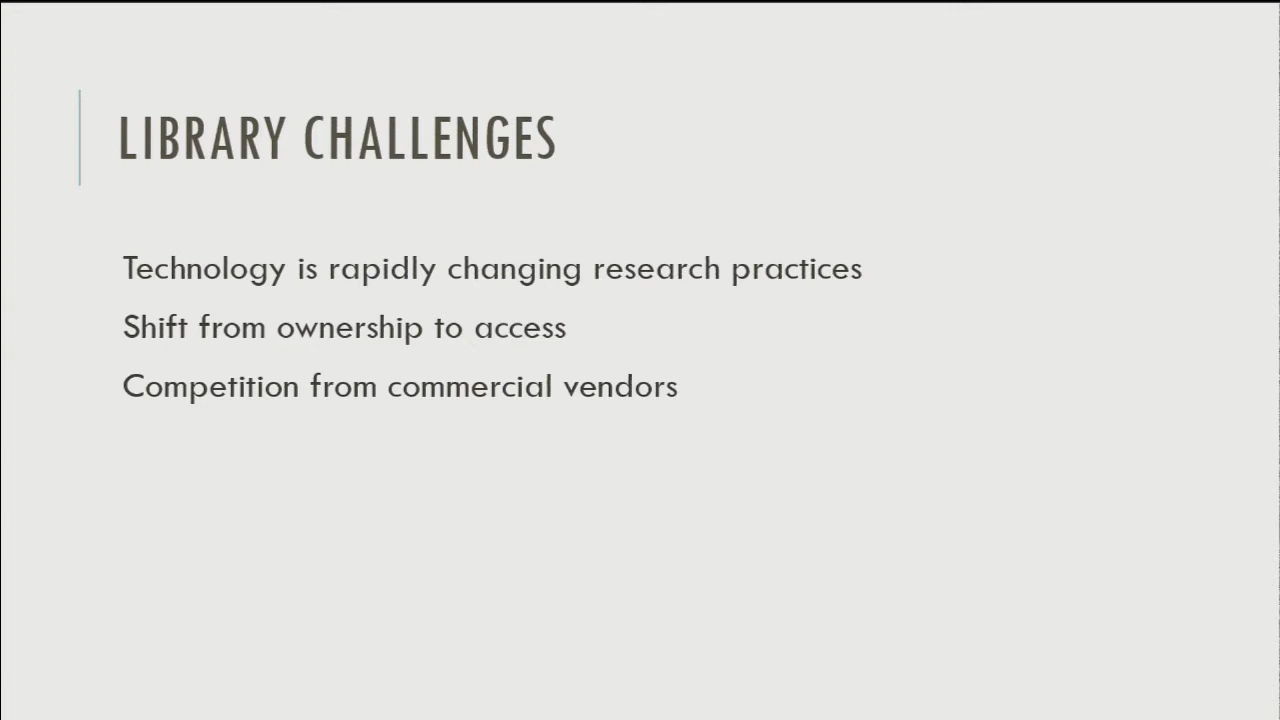 LIBRARY CHALLENGES
Technology is rapidly changing research practices
Shift from ownership to access
Competition from commercial vendors